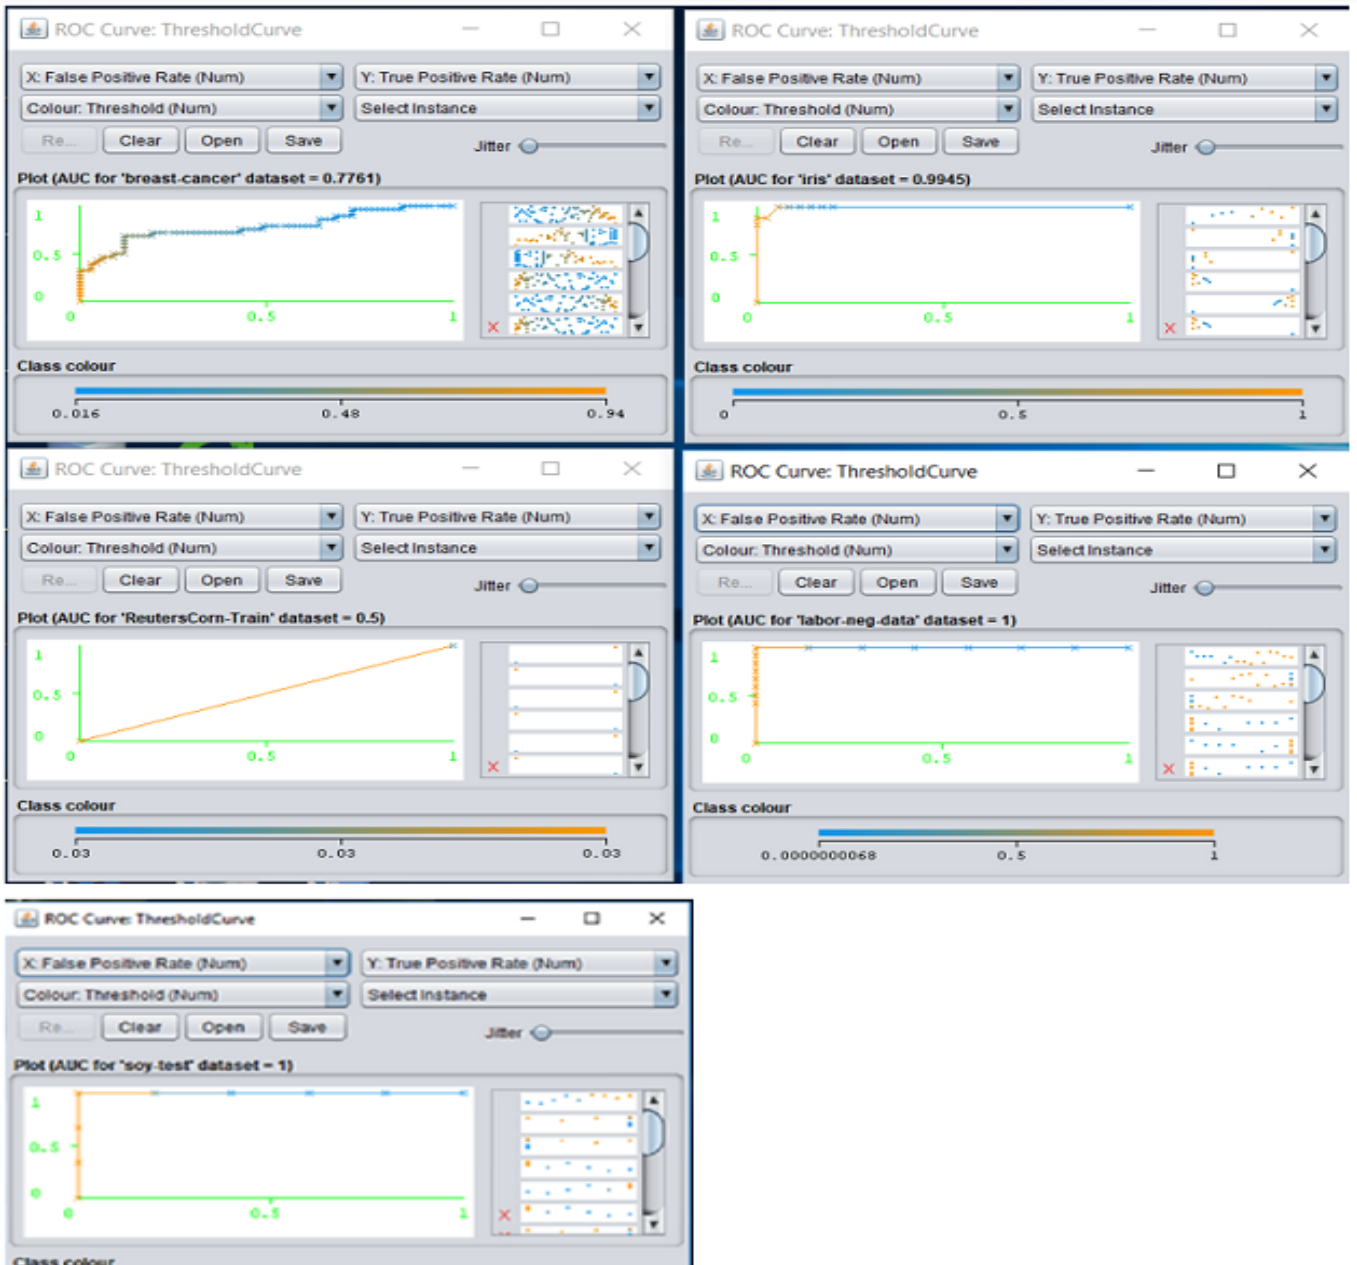 ROC Curve: ThresholdCurve
X: False Positive Rate (Num)
Y: True Positive Rate (Num)
Colour: Threshold (Num)
Select Instance
Re...
Clear
Open
Save
Jitter
Plot (AUC for 'breast-cancer' dataset = 0.7761)
1
0.5
0
0
0.5
1
X
Class colour
0.016
0.48
0.94
ROC Curve: ThresholdCurve
X: False Positive Rate (Num)
Y: True Positive Rate (Num)
Colour: Threshold (Num)
Select Instance
Re...
Clear
Open
Save
Jitter
Plot (AUC for 'iris' dataset = 0.9945)
1
0.5
0
0
0.5
1
X
Class colour
0
0.5
1
ROC Curve: ThresholdCurve
X: False Positive Rate (Num)
Y: True Positive Rate (Num)
Colour: Threshold (Num)
Select Instance
Re...
Clear
Open
Save
Jitter
Plot (AUC for 'ReutersCorn-Train' dataset = 0.5)
1
0.5
0
0
0.5
1
X
Class colour
0.03
0.03
0.03
ROC Curve: ThresholdCurve
X: False Positive Rate (Num)
Y: True Positive Rate (Num)
Colour: Threshold (Num)
Select Instance
Re...
Clear
Open
Save
Jitter
Plot (AUC for 'labor-neg-data' dataset = 1)
1
0.5
0
0
0.5
1
X
Class colour
0.0000000068
0.5
1
ROC Curve: ThresholdCurve
X: False Positive Rate (Num)
Y: True Positive Rate (Num)
Colour: Threshold (Num)
Select Instance
Re...
Clear
Open
Save
Jitter
Plot (AUC for 'soy-test' dataset = 1)
1
0.5
0
0
0.5
1
X
Class colour